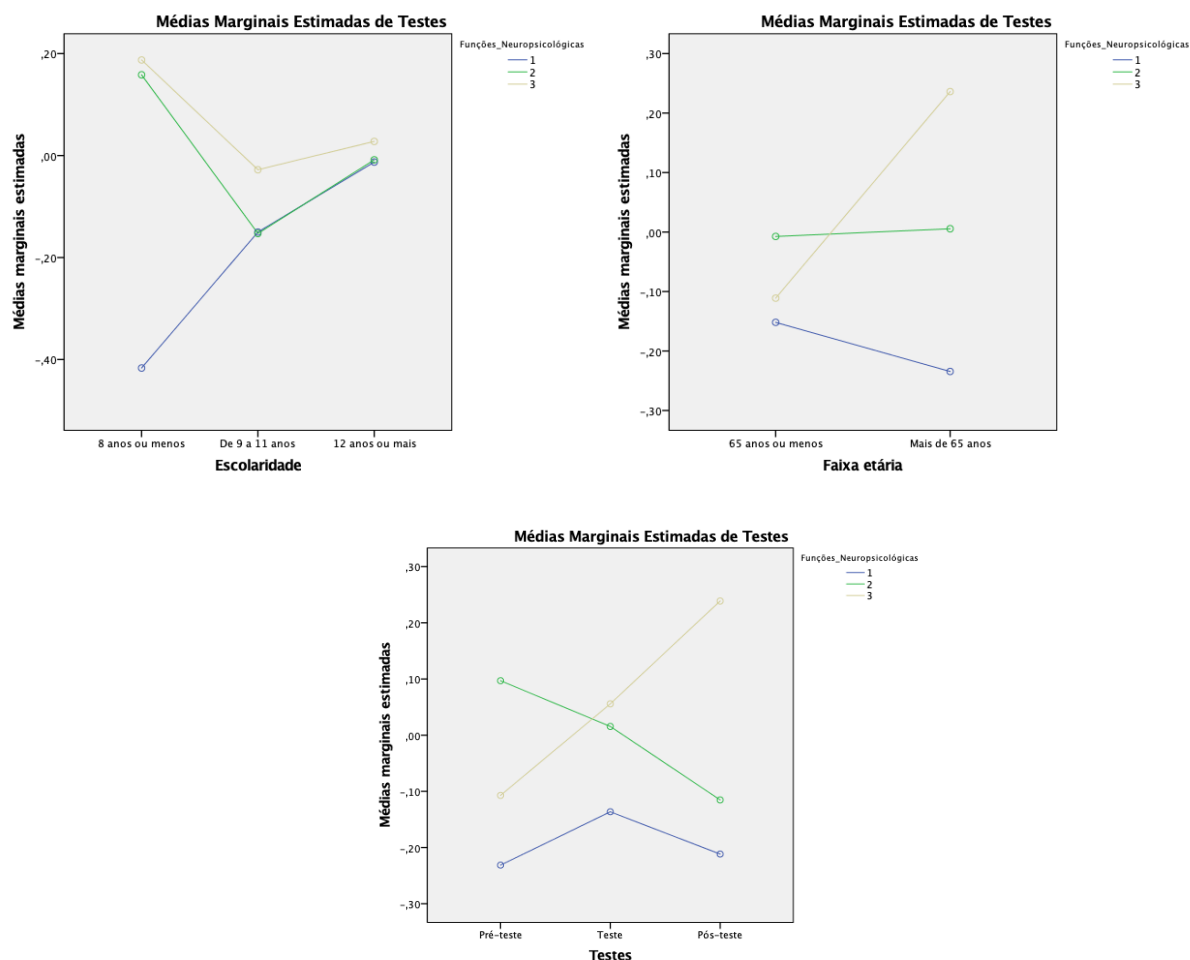 Médias Marginais Estimadas de Testes
Funções_Neuropsicológicas
1
2
3
Médias marginais estimadas
,20
,00
-,20
-,40
8 anos ou menos
De 9 a 11 anos
12 anos ou mais
Escolaridade
Médias Marginais Estimadas de Testes
Funções_Neuropsicológicas
1
2
3
Médias marginais estimadas
,30
,20
,10
,00
-,10
-,20
-,30
65 anos ou menos
Mais de 65 anos
Faixa etária
Médias Marginais Estimadas de Testes
Funções_Neuropsicológicas
1
2
3
Médias marginais estimadas
,30
,20
,10
,00
-,10
-,20
-,30
Pré-teste
Teste
Pós-teste
Testes